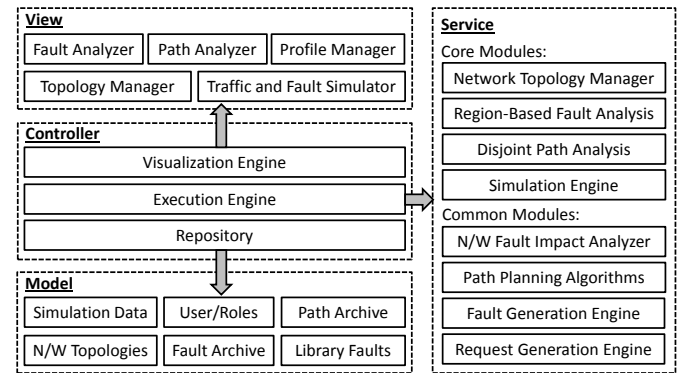 View
Fault Analyzer
Path Analyzer
Profile Manager
Topology Manager
Traffic and Fault Simulator
Controller
Visualization Engine
Execution Engine
Repository
Model
Simulation Data
User/Roles
Path Archive
N/W Topologies
Fault Archive
Library Faults
Service
Core Modules:
Network Topology Manager
Region-Based Fault Analysis
Disjoint Path Analysis
Simulation Engine
Common Modules:
N/W Fault Impact Analyzer
Path Planning Algorithms
Fault Generation Engine
Request Generation Engine